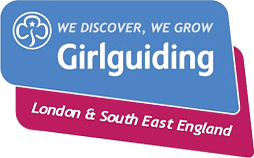 WE DISCOVER, WE GROW
Girlguiding
London & South East England